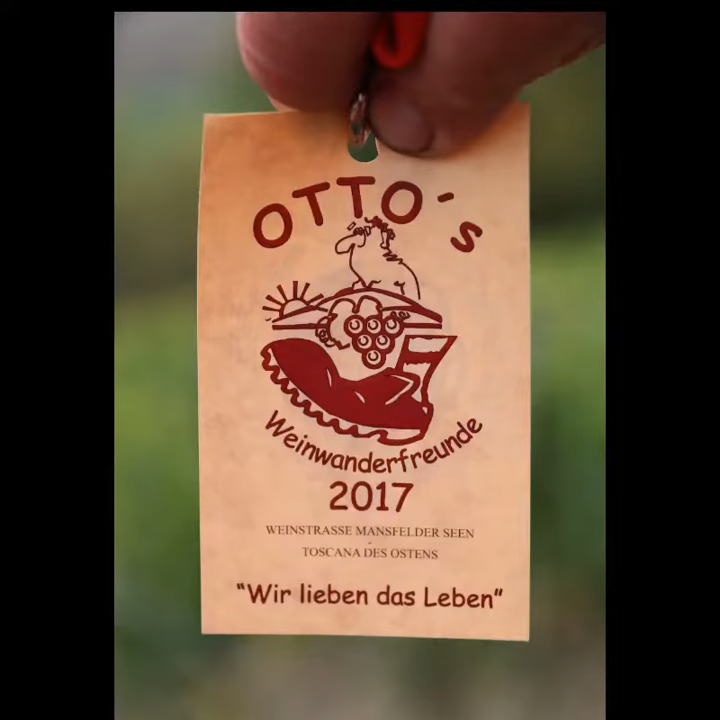 OTTO´s
Weinwanderfreunde
2017
WEINSTRASSE MANSFELDER SEEN
-
TOSCANA DES OSTENS
“Wir lieben das Leben”